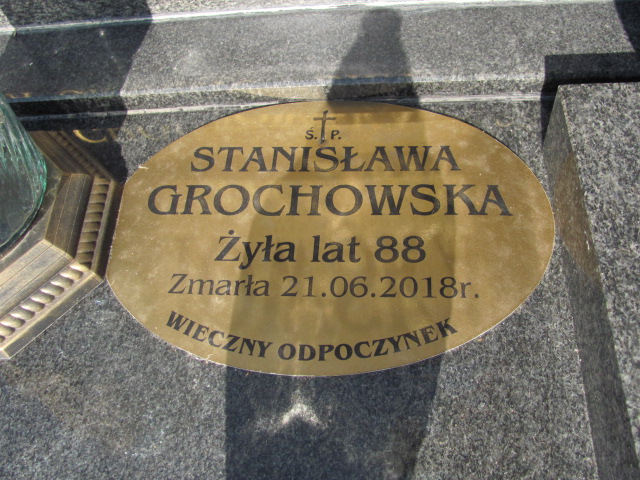 Ś. P.
STANISŁAWA
GROCHOWSKA
Żyła lat 88
Zmarła 21.06.2018r.
WIECZNY ODPOCZYNEK